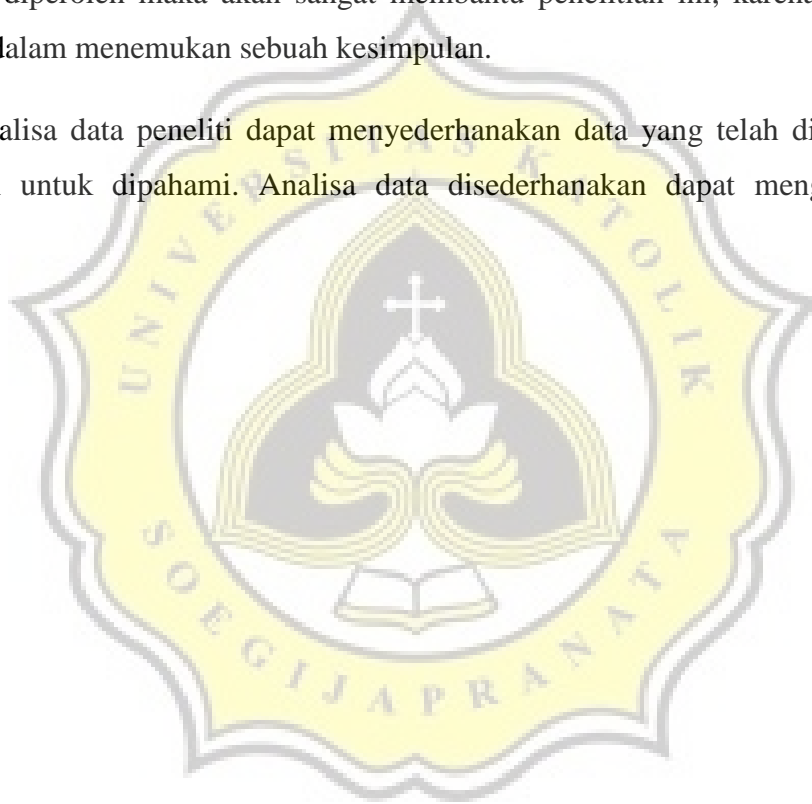 diperoleh maka akan sangat membantu penelitian ini, karena
dalam menemukan sebuah kesimpulan.
alisa data peneliti dapat menyederhanakan data yang telah di
untuk dipahami. Analisa data disederhanakan dapat meng
UNIVERSITAS KATOLIK
SOEGIJAPRANATA